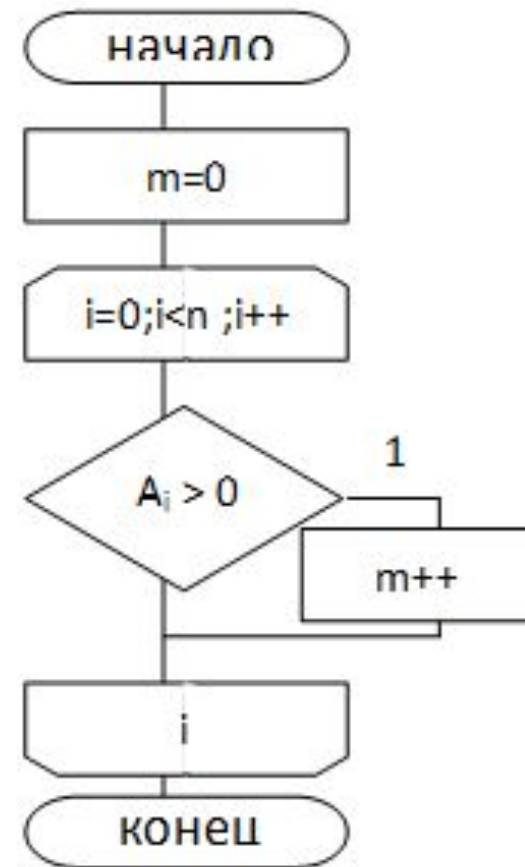 начало
m=0
i=0;i<n ;i++
Aᵢ > 0
1
m++
i
конец